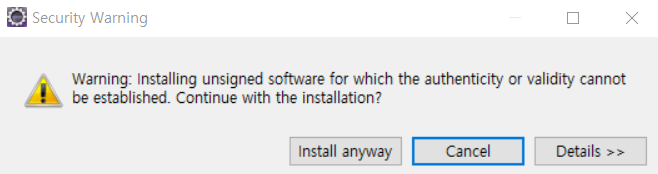 Security Warning
Warning: Installing unsigned software for which the authenticity or validity cannot
be established. Continue with the installation?
Install anyway
Cancel
Details >>